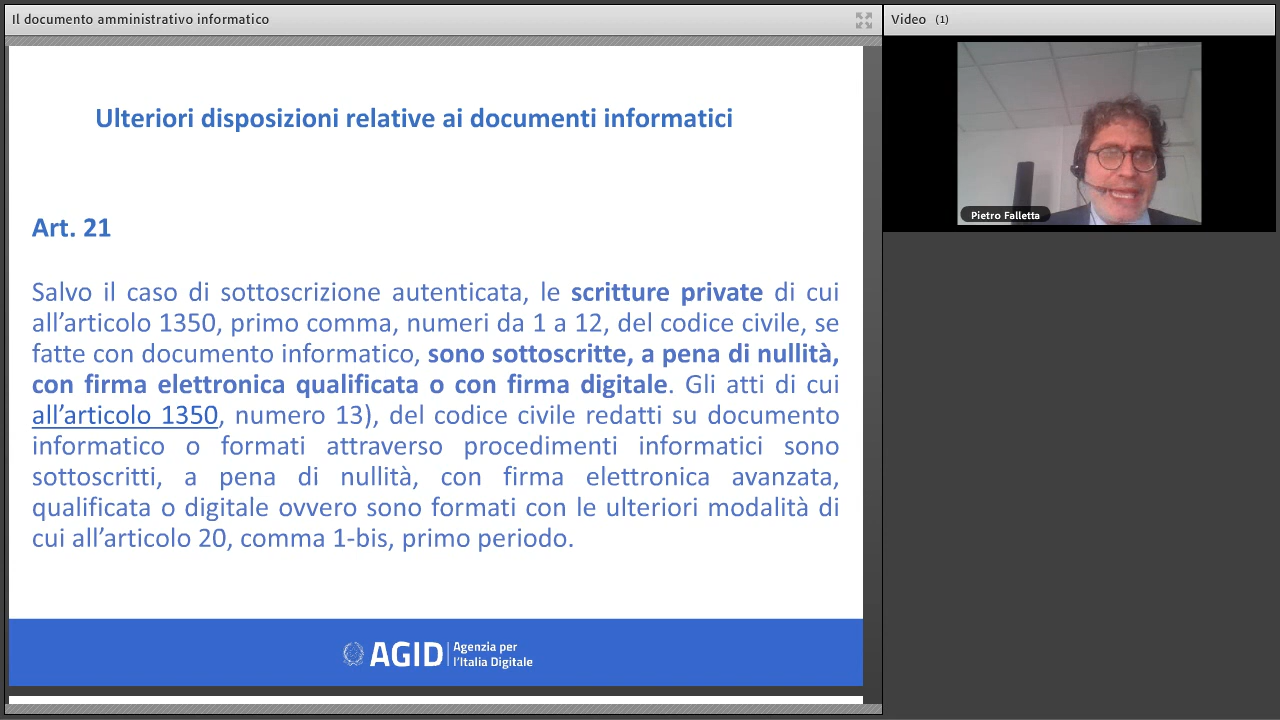 Il documento amministrativo informatico
Video (1)
Pietro Falletta
Ulteriori disposizioni relative ai documenti informatici
Art. 21
Salvo il caso di sottoscrizione autenticata, le scritture private di cui
all’articolo 1350, primo comma, numeri da 1 a 12, del codice civile, se
fatte con documento informatico, sono sottoscritte, a pena di nullità,
con firma elettronica qualificata o con firma digitale. Gli atti di cui
all’articolo 1350, numero 13), del codice civile redatti su documento
informatico o formati attraverso procedimenti informatici sono
sottoscritti, a pena di nullità, con firma elettronica avanzata,
qualificata o digitale ovvero sono formati con le ulteriori modalità di
cui all’articolo 20, comma 1-bis, primo periodo.
AGID Agenzia per
l’Italia Digitale